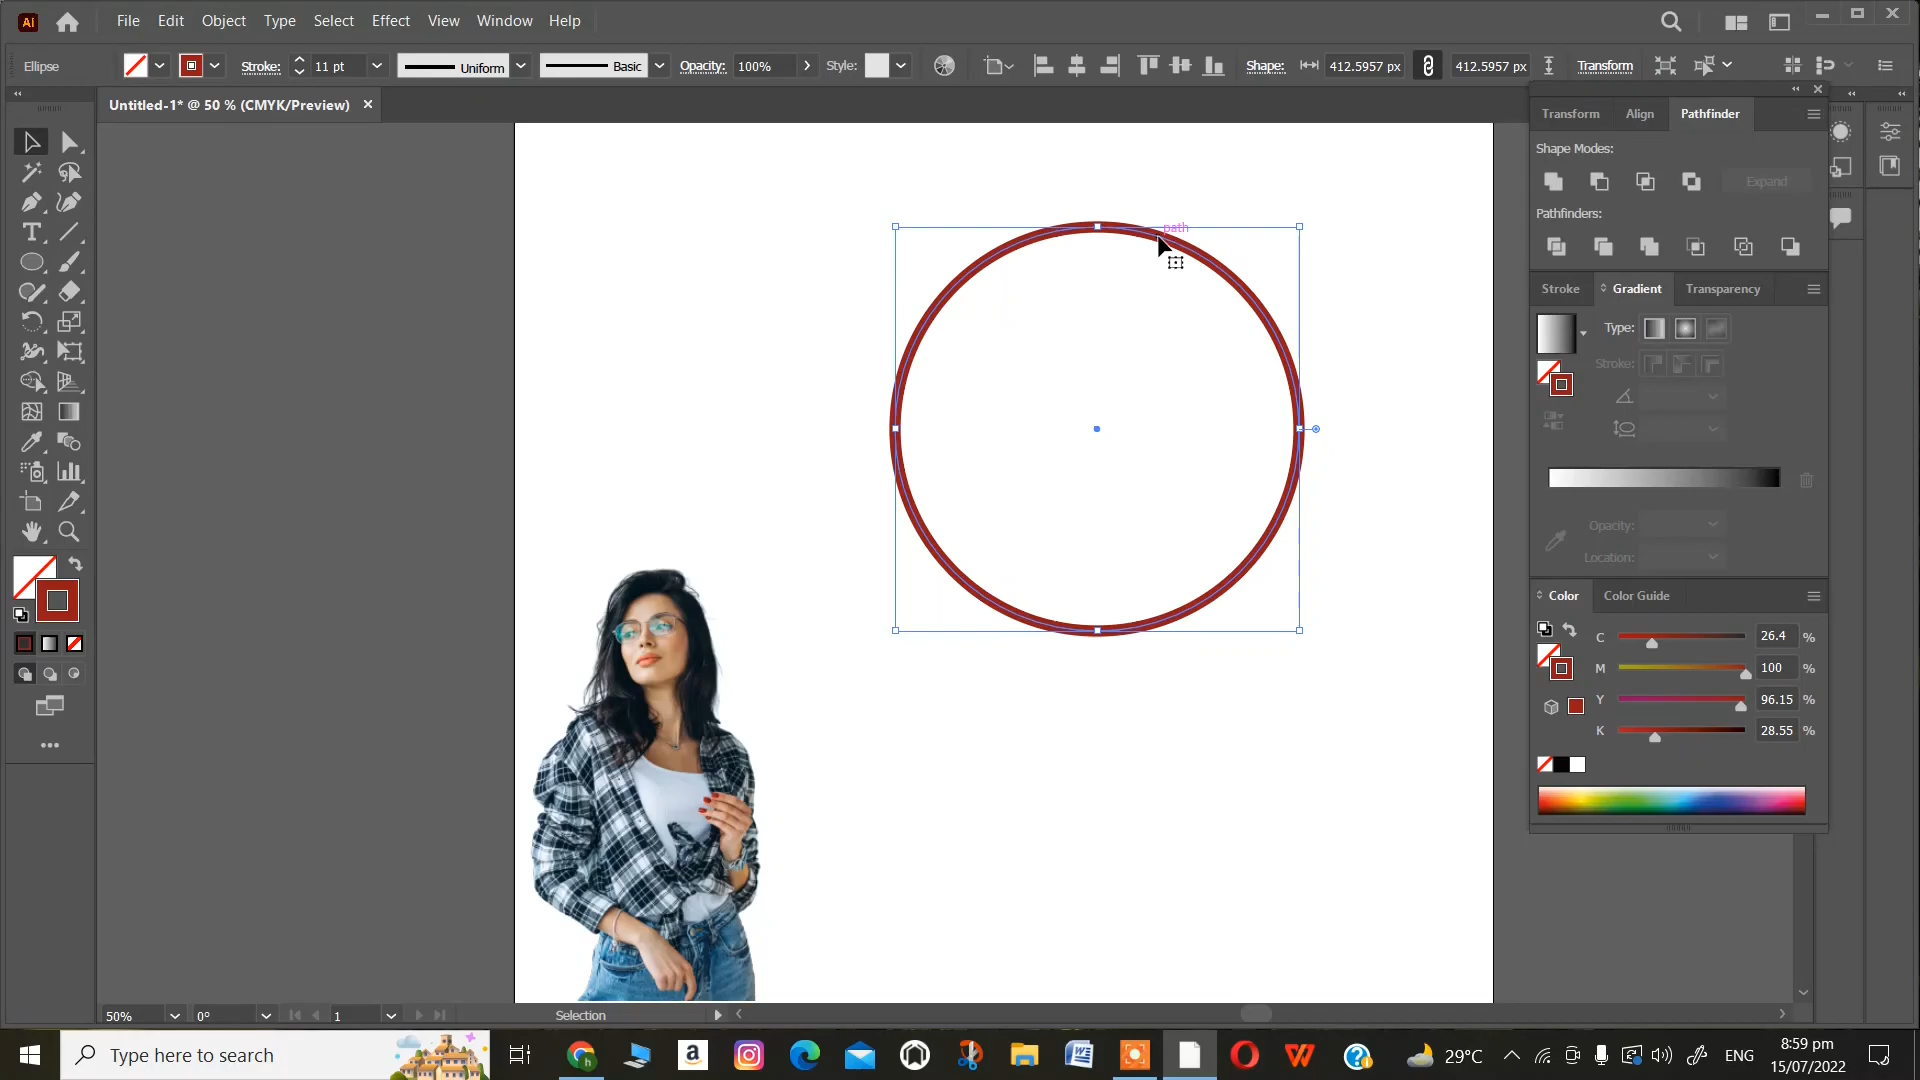 Ai File Edit Object Type Select Effect View Window Help
Ellipse Stroke: 11 pt Uniform Basic Opacity: 100% Style: Shape: 412.5957 px 412.5957 px Transform
Untitled-1* @ 50 % (CMYK/Preview)
Transform Align Pathfinder
Shape Modes:
Expand
Pathfinders:
path
Stroke Gradient Transparency
Type:
Stroke:
Opacity:
Location:
Color Color Guide
C 26.4 %
M 100 %
Y 96.15 %
K 28.55 %
50% 0° 1 Selection
Type here to search
29°C ENG 8:59 pm
15/07/2022